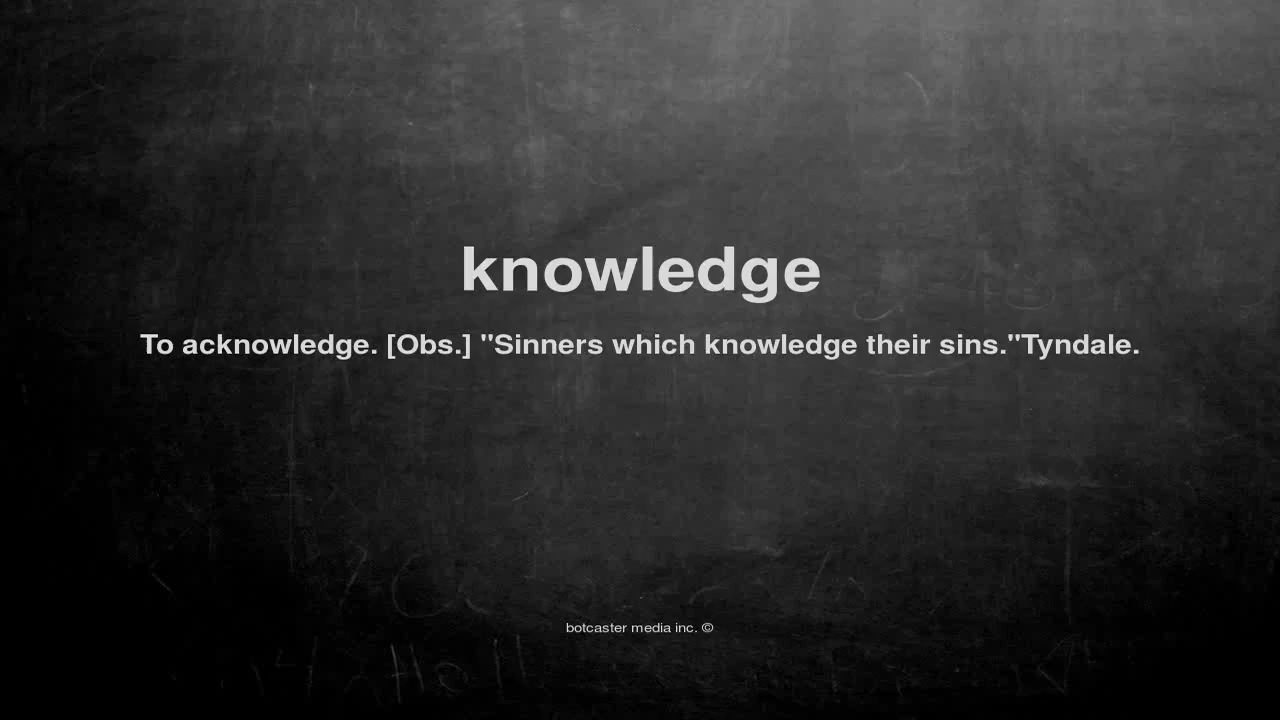 knowledge
To acknowledge. [Obs.] "Sinners which knowledge their sins."Tyndale.
botcaster media inc. ©